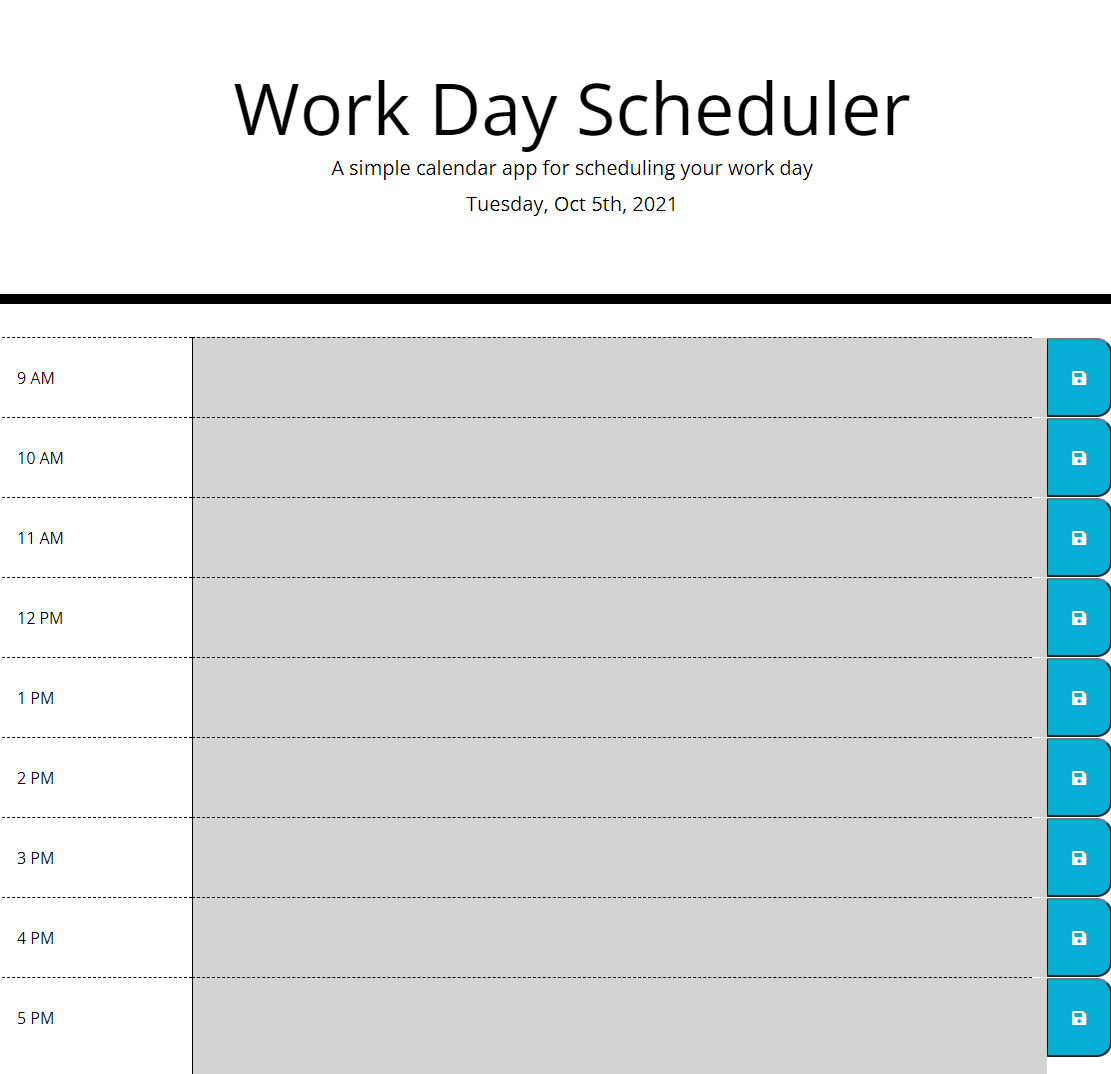 Work Day Scheduler
A simple calendar app for scheduling your work day
Tuesday, Oct 5th, 2021
9 AM
10 AM
11 AM
12 PM
1 PM
2 PM
3 PM
4 PM
5 PM